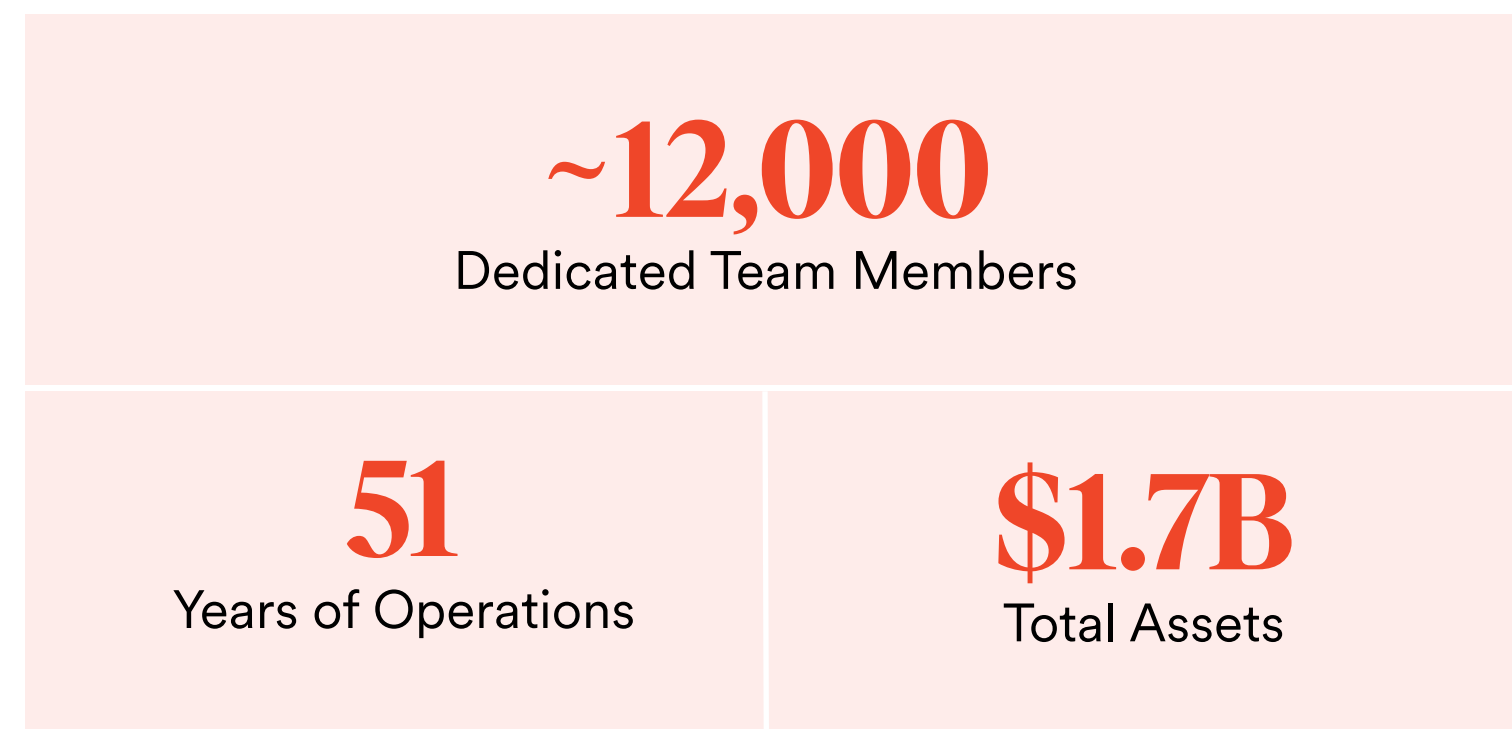 ~12,000
Dedicated Team Members
51
Years of Operations
$1.7B
Total Assets